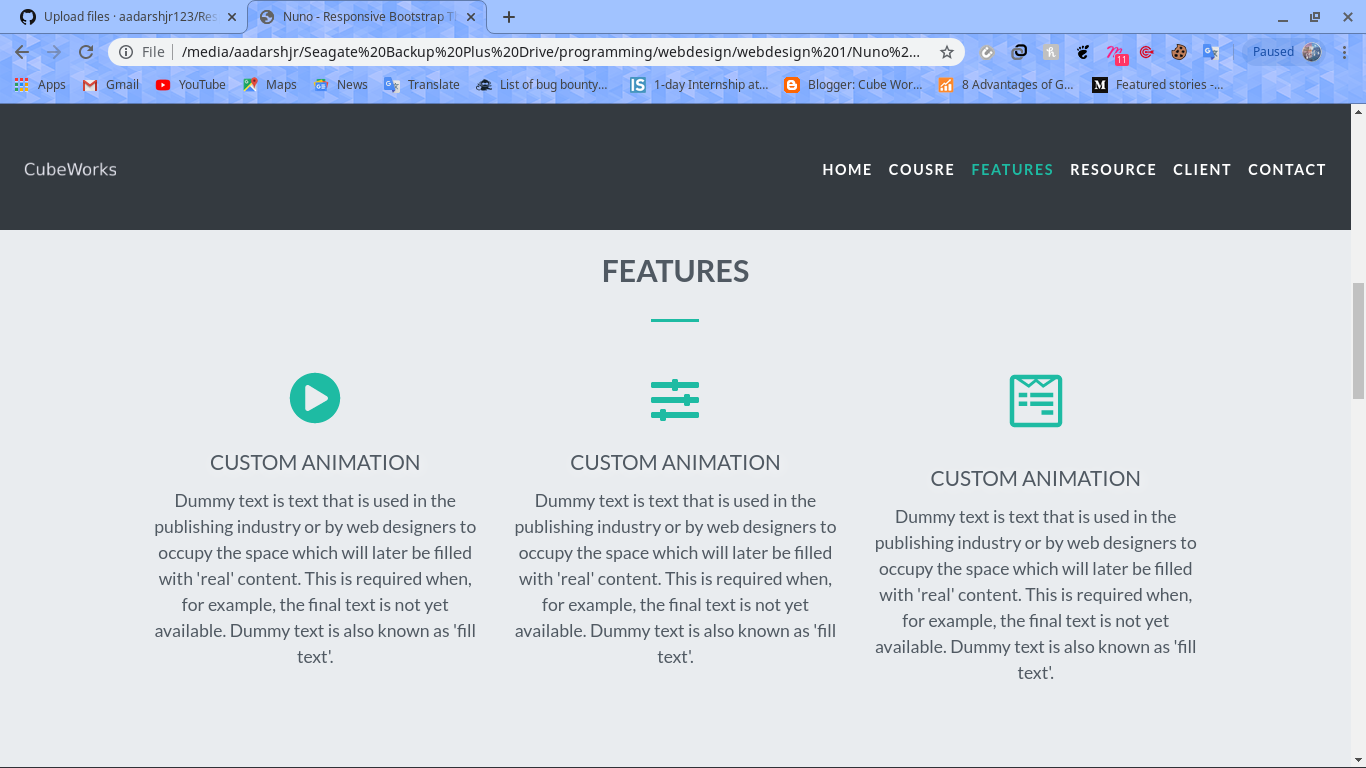 Upload files · aadarshjr123/Res
Nuno - Responsive Bootstrap T
File
/media/aadarshjr/Seagate%20Backup%20Plus%20Drive/programming/webdesign/webdesign%201/Nuno%2...
11
Paused
Apps
Gmail
YouTube
Maps
News
Translate
List of bug bounty...
1-day Internship at...
Blogger: Cube Wor...
8 Advantages of G...
Featured stories -...
CubeWorks
HOME
COUSRE
FEATURES
RESOURCE
CLIENT
CONTACT
FEATURES
CUSTOM ANIMATION
Dummy text is text that is used in the
publishing industry or by web designers to
occupy the space which will later be filled
with 'real' content. This is required when,
for example, the final text is not yet
available. Dummy text is also known as 'fill
text'.
CUSTOM ANIMATION
Dummy text is text that is used in the
publishing industry or by web designers to
occupy the space which will later be filled
with 'real' content. This is required when,
for example, the final text is not yet
available. Dummy text is also known as 'fill
text'.
CUSTOM ANIMATION
Dummy text is text that is used in the
publishing industry or by web designers to
occupy the space which will later be filled
with 'real' content. This is required when,
for example, the final text is not yet
available. Dummy text is also known as 'fill
text'.